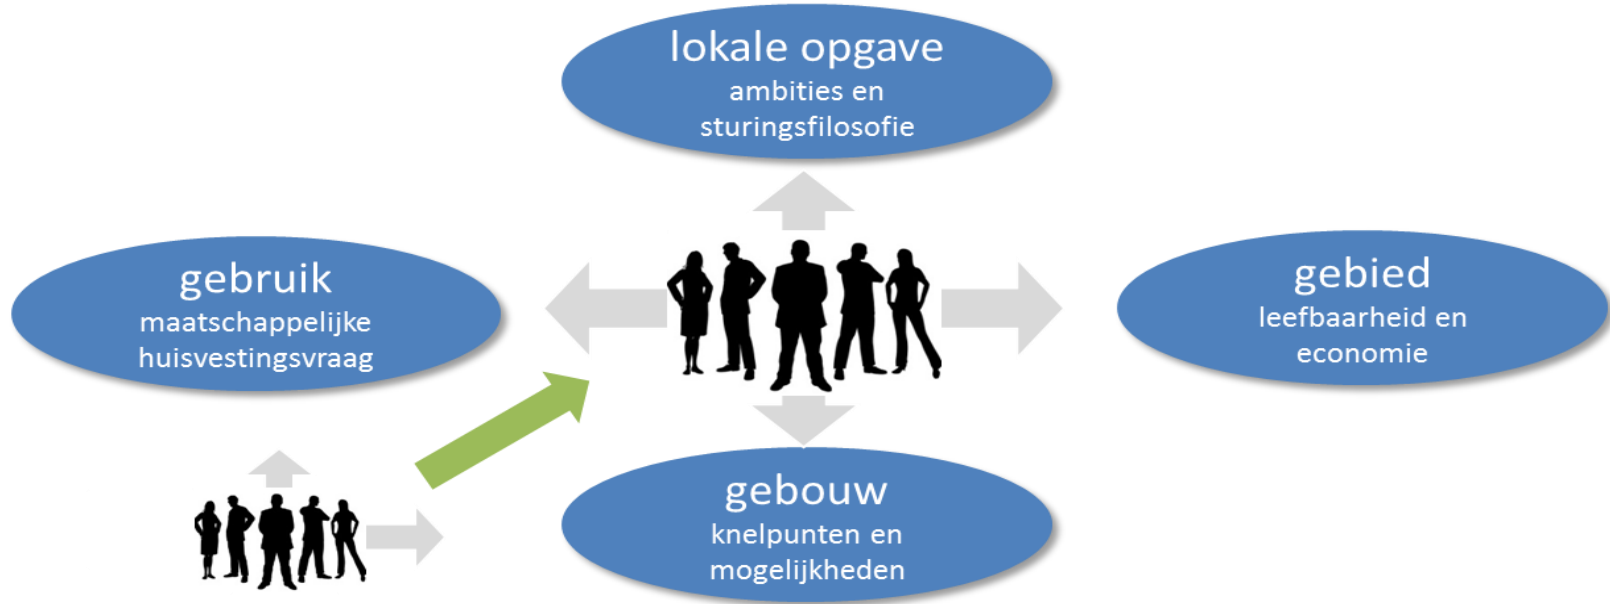 lokale opgave
ambities en
sturingsfilosofie
gebruik
maatschappelijke
huisvestingsvraag
gebied
leefbaarheid en
economie
gebouw
knelpunten en
mogelijkheden